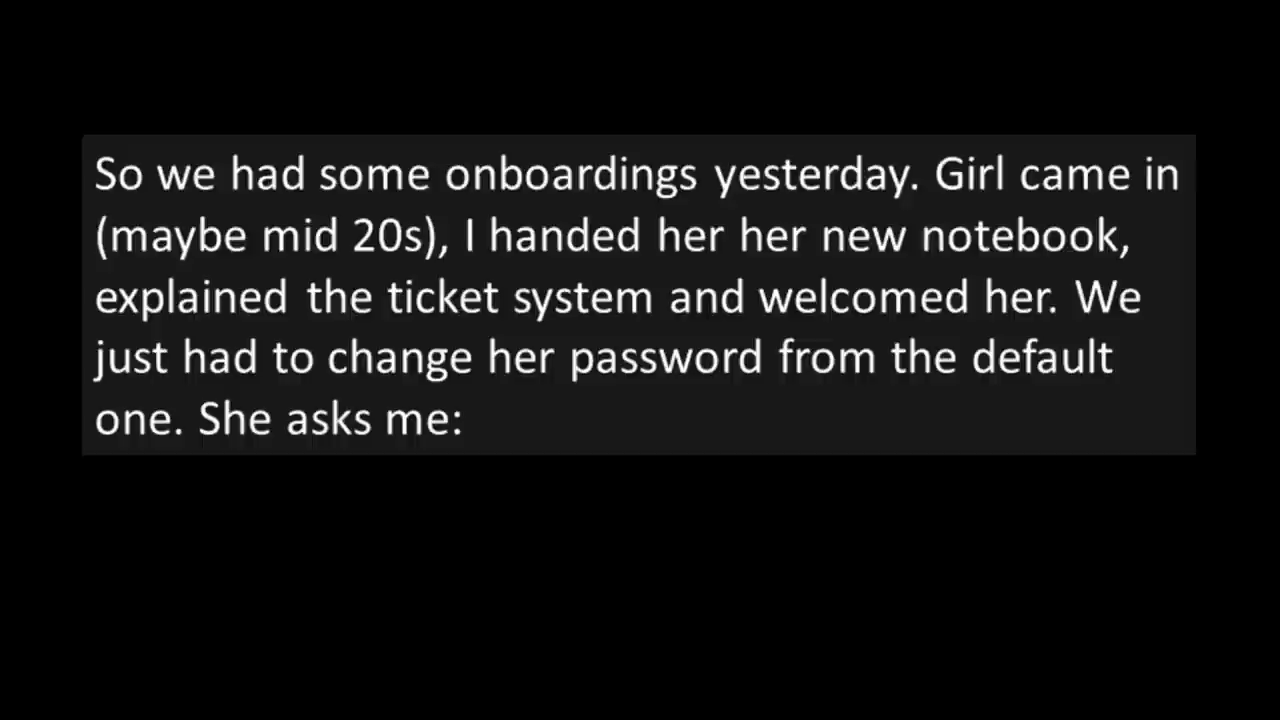 So we had some onboardings yesterday. Girl came in
(maybe mid 20s), I handed her her new notebook,
explained the ticket system and welcomed her. We
just had to change her password from the default
one. She asks me: